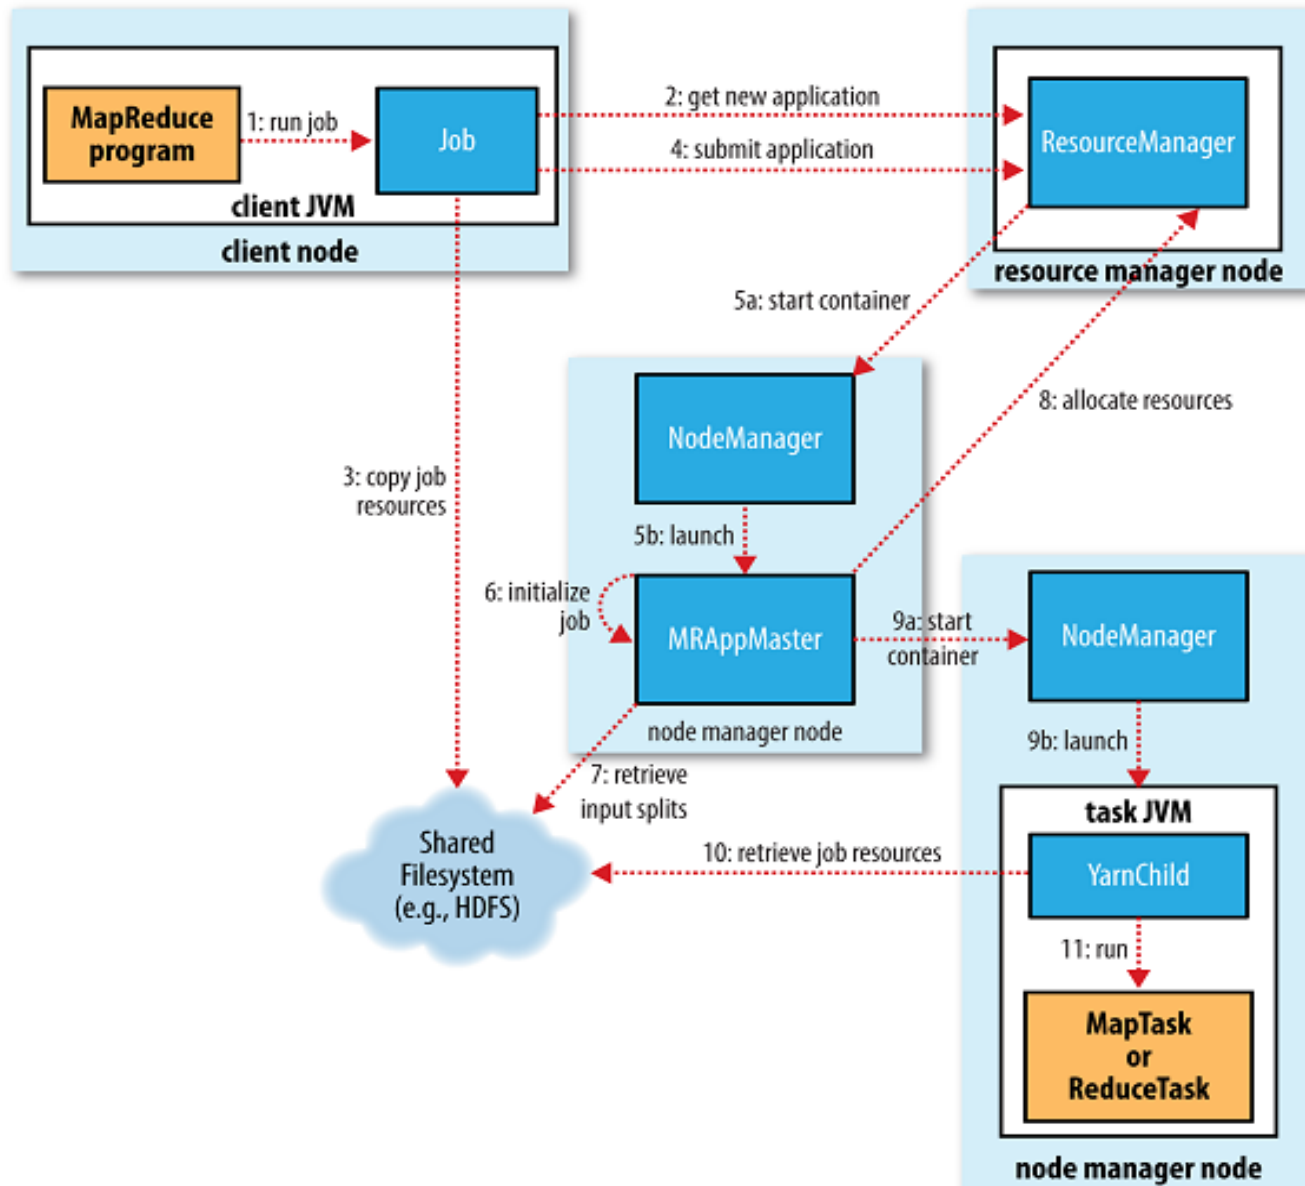 MapReduce
program
1: run job
Job
client JVM
client node
2: get new application
4: submit application
ResourceManager
resource manager node
5a: start container
8: allocate resources
3: copy job
resources
NodeManager
5b: launch
6: initialize
job
MRAppMaster
node manager node
9a: start
container
NodeManager
9b: launch
7: retrieve
input splits
Shared
Filesystem
(e.g., HDFS)
10: retrieve job resources
task JVM
YarnChild
11: run
MapTask
or
ReduceTask
node manager node